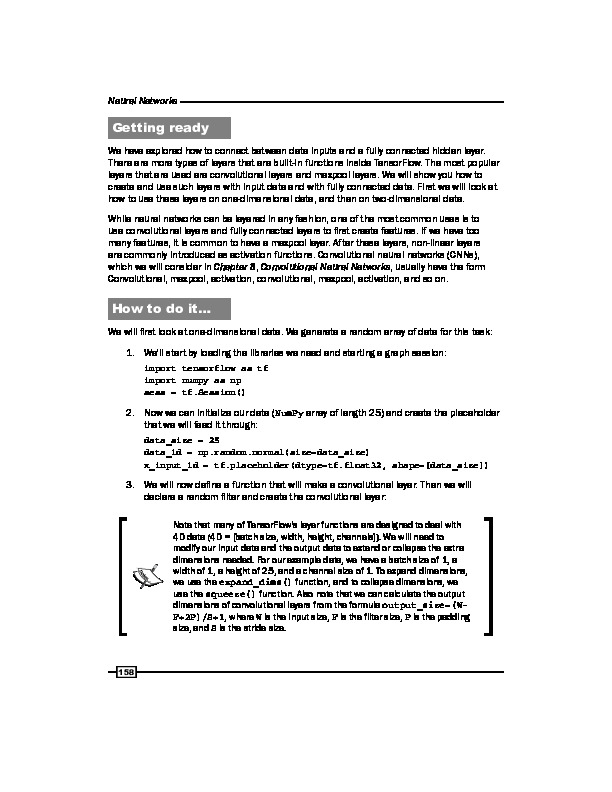 Neural Networks
Getting ready
We have explored how to connect between data inputs and a fully connected hidden layer.
There are more types of layers that are built-in functions inside TensorFlow. The most popular
layers that are used are convolutional layers and maxpool layers. We will show you how to
create and use such layers with input data and with fully connected data. First we will look at
how to use these layers on one-dimensional data, and then on two-dimensional data.
While neural networks can be layered in any fashion, one of the most common uses is to
use convolutional layers and fully connected layers to first create features. If we have too
many features, it is common to have a maxpool layer. After these layers, non-linear layers
are commonly introduced as activation functions. Convolutional neural networks (CNNs),
which we will consider in Chapter 8, Convolutional Neural Networks, usually have the form
Convolutional, maxpool, activation, convolutional, maxpool, activation, and so on.
How to do it…
We will first look at one-dimensional data. We generate a random array of data for this task:
1. We'll start by loading the libraries we need and starting a graph session:
import tensorflow as tf
import numpy as np
sess = tf.Session()
2. Now we can initialize our data (NumPy array of length 25) and create the placeholder
that we will feed it through:
data_size = 25
data_1d = np.random.normal(size=data_size)
x_input_1d = tf.placeholder(dtype=tf.float32, shape=[data_size])
3. We will now define a function that will make a convolutional layer. Then we will
declare a random filter and create the convolutional layer:
Note that many of TensorFlow's layer functions are designed to deal with
4D data (4D = [batch size, width, height, channels]). We will need to
modify our input data and the output data to extend or collapse the extra
dimensions needed. For our example data, we have a batch size of 1, a
width of 1, a height of 25, and a channel size of 1. To expand dimensions,
we use the expand_dims() function, and to collapse dimensions, we
use the squeeze() function. Also note that we can calculate the output
dimensions of convolutional layers from the formula output_size=(W-
F+2P)/S+1, where W is the input size, F is the filter size, P is the padding
size, and S is the stride size.
158